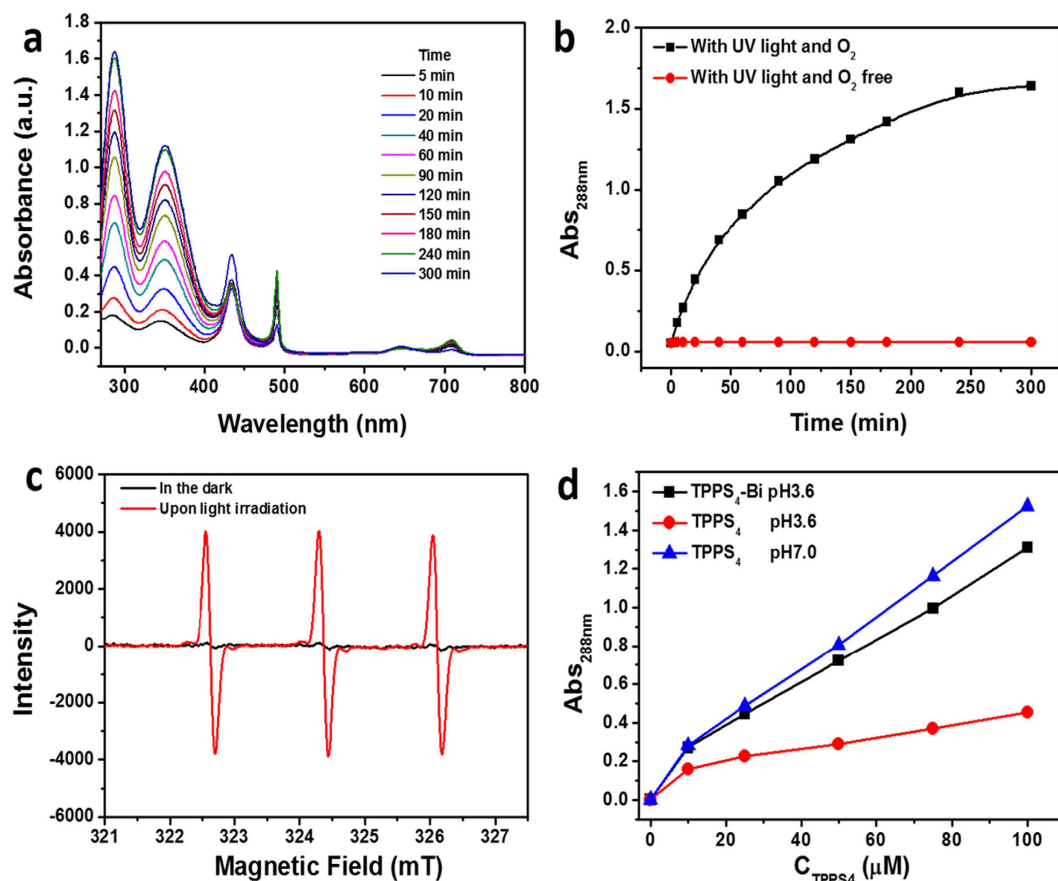 a
Absorbance (a.u.)
1.8
1.6
1.4
1.2
1.0
0.8
0.6
0.4
0.2
0.0
300 400 500 600 700 800
Wavelength (nm)
Time
5 min
10 min
20 min
40 min
60 min
90 min
120 min
150 min
180 min
240 min
300 min
b
Abs288nm
2.0
1.5
1.0
0.5
0.0
0 50 100 150 200 250 300
Time (min)
With UV light and O2
With UV light and O2 free
c
Intensity
6000
4000
2000
0
-2000
-4000
-6000
321 322 323 324 325 326 327
Magnetic Field (mT)
In the dark
Upon light irradiation
d
Abs288nm
1.6
1.4
1.2
1.0
0.8
0.6
0.4
0.2
0.0
0 20 40 60 80 100
CTPPS4 (μM)
TPPS4-Bi pH3.6
TPPS4 pH3.6
TPPS4 pH7.0